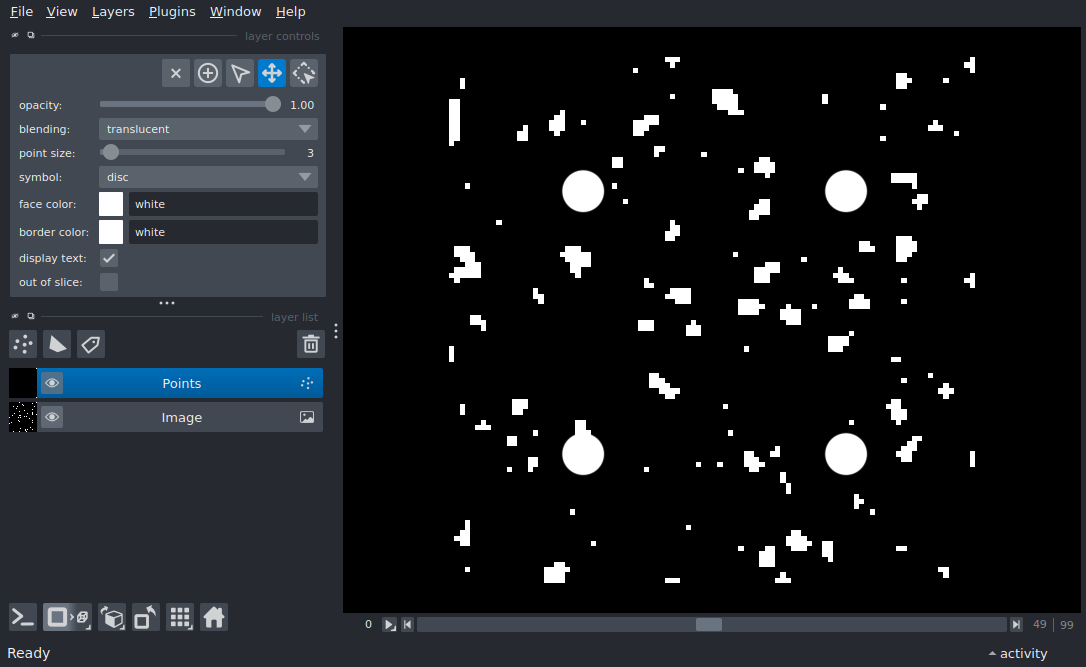 File View Layers Plugins Window Help
layer controls
opacity: 1.00
blending: translucent
point size: 3
symbol: disc
face color: white
border color: white
display text:
out of slice:
layer list
Points
Image
0 49 99
Ready activity